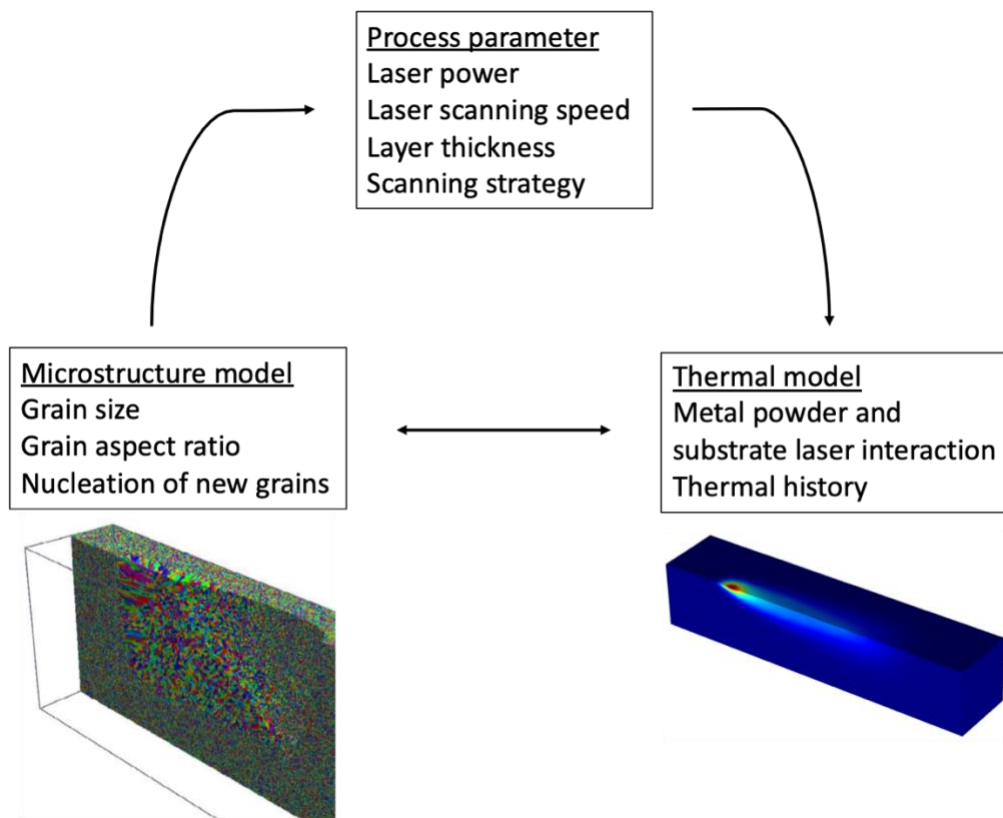 Process parameter
Laser power
Laser scanning speed
Layer thickness
Scanning strategy
Microstructure model
Grain size
Grain aspect ratio
Nucleation of new grains
Thermal model
Metal powder and
substrate laser interaction
Thermal history